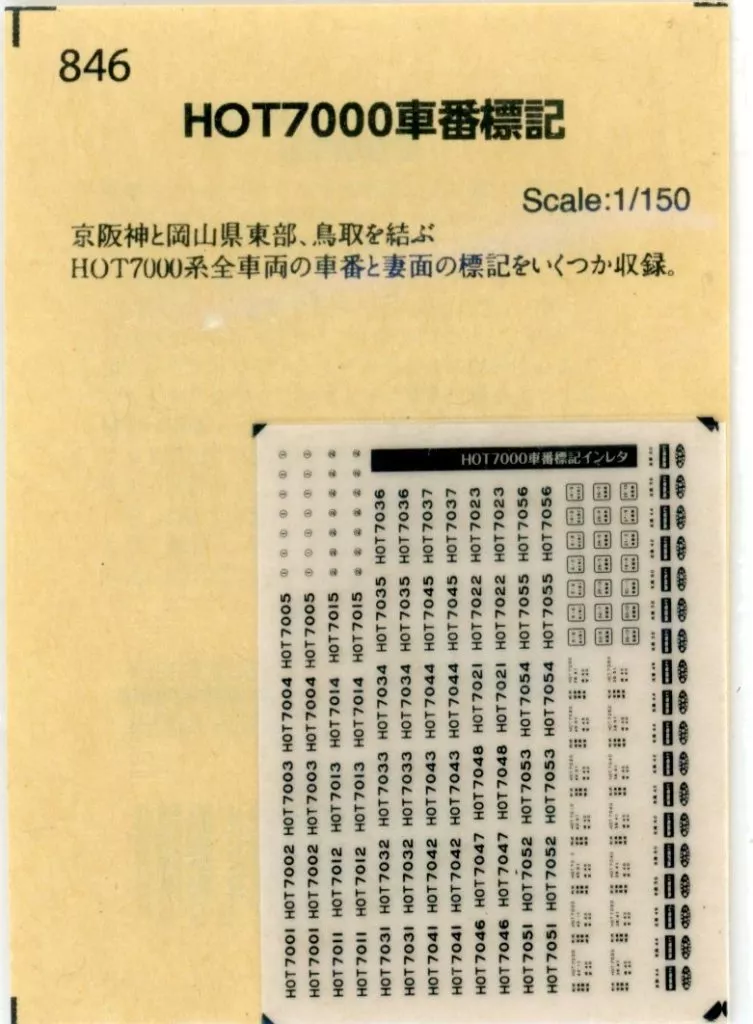 846
HOT7000車番標記
Scale:1/150
京阪神と岡山県東部、鳥取を結ぶ
HOT7000系全車両の車番と妻面の標記をいくつか収録。
HOT7000車番標記インレタ
HOT7001 HOT7002 HOT7003 HOT7004 HOT7005
HOT7001 HOT7002 HOT7003 HOT7004 HOT7005
HOT7011 HOT7012 HOT7013 HOT7014 HOT7015
HOT7011 HOT7012 HOT7013 HOT7014 HOT7015
HOT7031 HOT7032 HOT7033 HOT7034 HOT7035 HOT7036
HOT7031 HOT7032 HOT7033 HOT7034 HOT7035 HOT7036
HOT7041 HOT7042 HOT7043 HOT7044 HOT7045 HOT7037
HOT7041 HOT7042 HOT7043 HOT7044 HOT7045 HOT7037
HOT7046 HOT7047 HOT7048 HOT7021 HOT7022 HOT7023
HOT7046 HOT7047 HOT7048 HOT7021 HOT7022 HOT7023
HOT7051 HOT7052 HOT7053 HOT7054 HOT7055 HOT7056
HOT7051 HOT7052 HOT7053 HOT7054 HOT7055 HOT7056